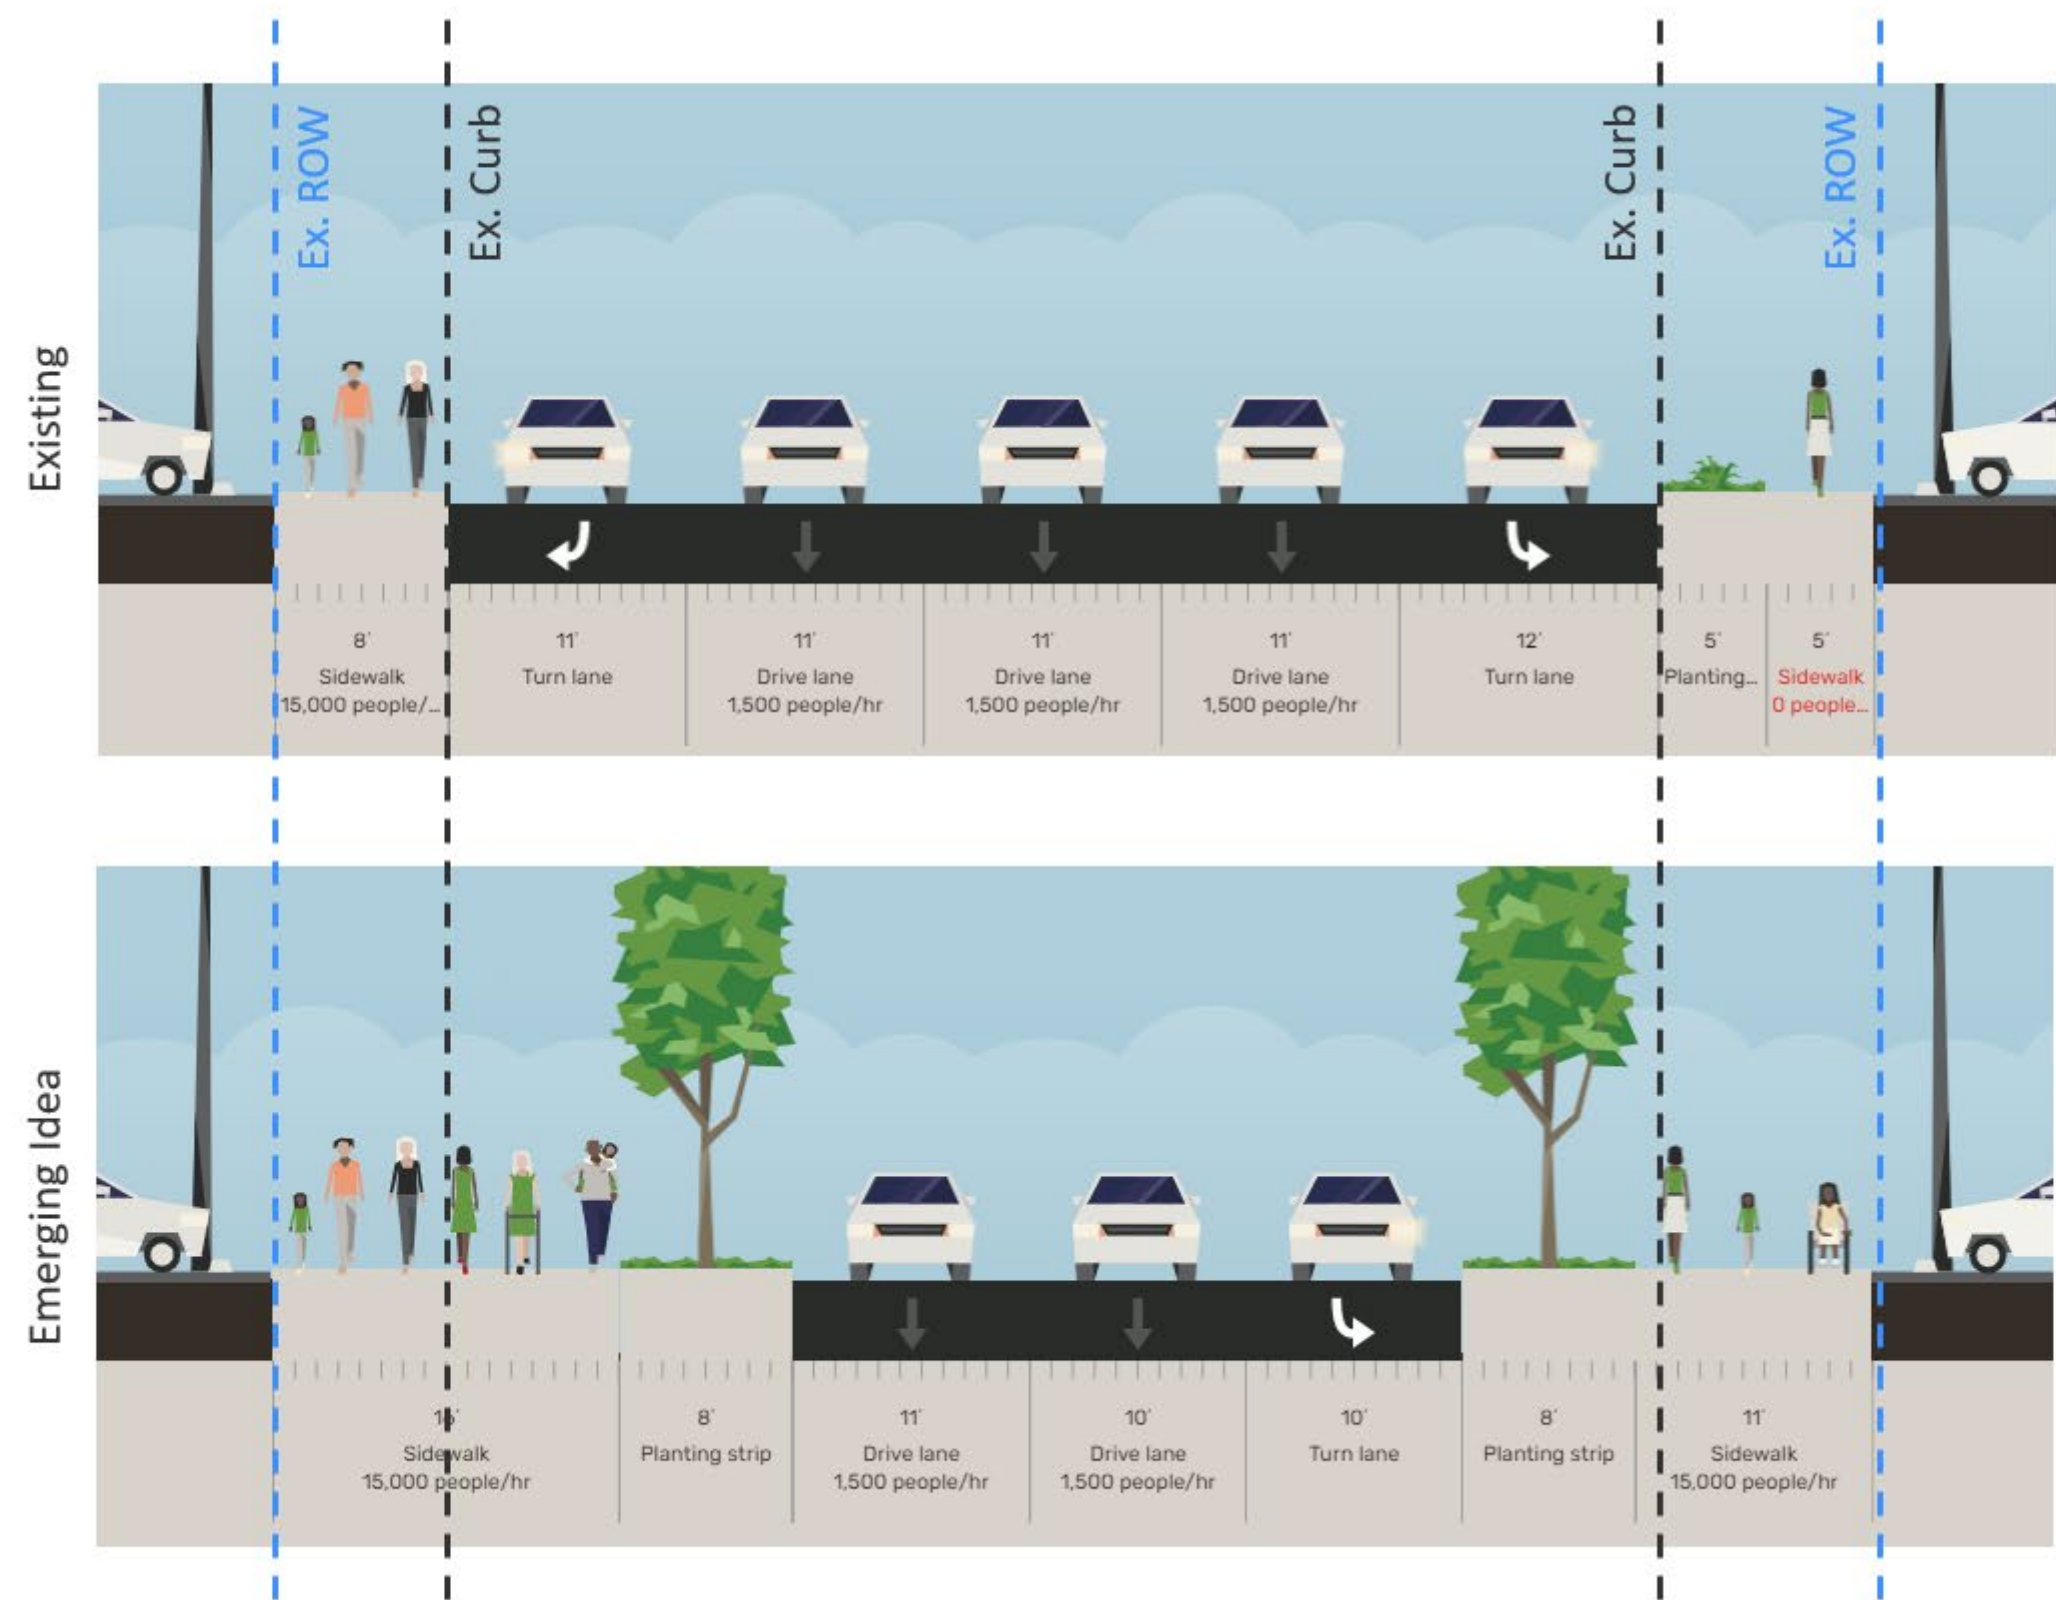 Existing
Ex. ROW
Ex. Curb
Ex. Curb
Ex. ROW
8'
Sidewalk
15,000 people/...
11'
Turn lane
11'
Drive lane
1,500 people/hr
11'
Drive lane
1,500 people/hr
11'
Drive lane
1,500 people/hr
12'
Turn lane
5'
Planting...
5'
Sidewalk
0 people...
Emerging Idea
16'
Sidewalk
15,000 people/hr
8'
Planting strip
11'
Drive lane
1,500 people/hr
10'
Drive lane
1,500 people/hr
10'
Turn lane
8'
Planting strip
11'
Sidewalk
15,000 people/hr